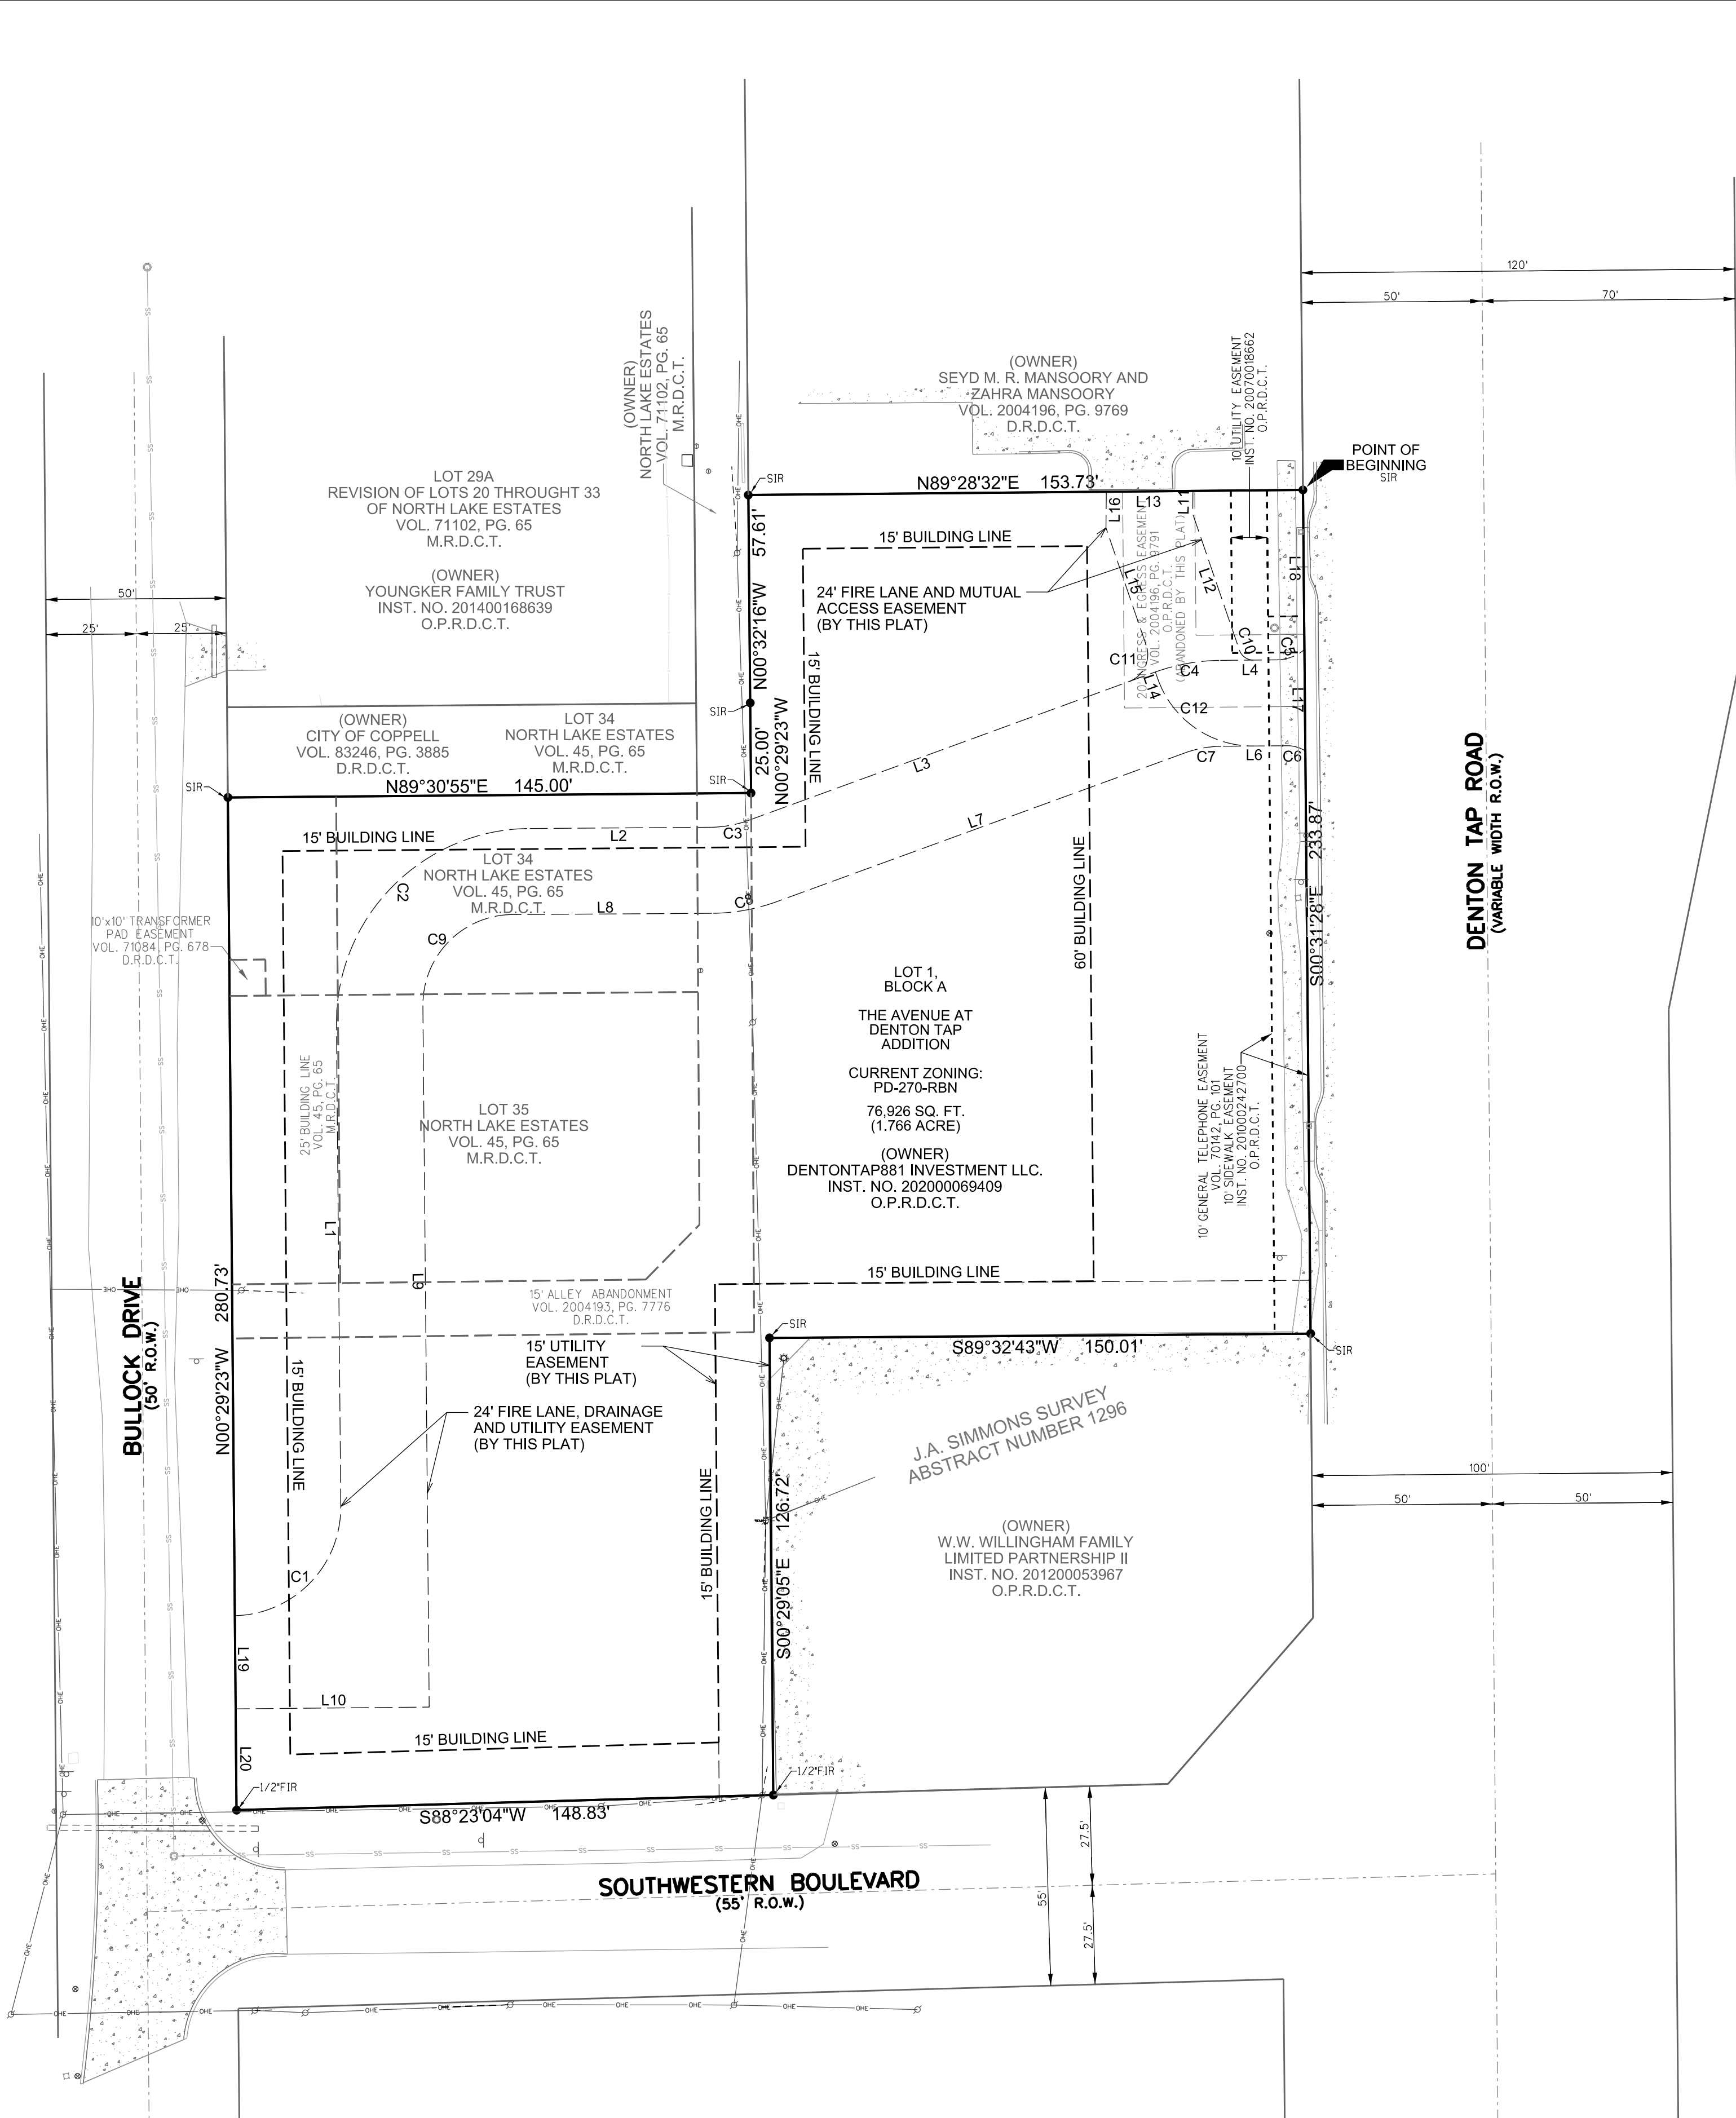 120'
50'
70'
(OWNER)
NORTH LAKE ESTATES
VOL. 71102, PG. 65
M.R.D.C.T.
(OWNER)
SEYD M. R. MANSOORY AND
ZAHRA MANSOORY
VOL. 2004196, PG. 9769
D.R.D.C.T.
10' UTILITY EASEMENT
INST. NO. 20070018662
O.P.R.D.C.T.
POINT OF
BEGINNING
SIR
LOT 29A
REVISION OF LOTS 20 THROUGHT 33
OF NORTH LAKE ESTATES
VOL. 71102, PG. 65
M.R.D.C.T.
(OWNER)
YOUNGKER FAMILY TRUST
INST. NO. 201400168639
O.P.R.D.C.T.
SIR
N89°28'32"E 153.73'
L16
L13
L11
15' BUILDING LINE
N00°32'16"W 57.61'
24' FIRE LANE AND MUTUAL
ACCESS EASEMENT
(BY THIS PLAT)
L15
L12
L18
20' INGRESS & EGRESS EASEMENT
VOL. 2004196, PG. 9791
O.P.R.D.C.T.
(ABANDONED BY THIS PLAT)
50'
25'
25'
15' BUILDING LINE
C10
C5
C11
C4
L4
L14
C12
L17
SIR
25.00'
N00°29'23"W
(OWNER)
CITY OF COPPELL
VOL. 83246, PG. 3885
D.R.D.C.T.
LOT 34
NORTH LAKE ESTATES
VOL. 45, PG. 65
M.R.D.C.T.
SIR
N89°30'55"E 145.00'
SIR
L3
C7
L6
C6
DENTON TAP ROAD
(VARIABLE WIDTH R.O.W.)
15' BUILDING LINE
L2
C3
L7
S00°31'28"E 233.87'
LOT 34
NORTH LAKE ESTATES
VOL. 45, PG. 65
M.R.D.C.T.
C2
L8
C8
C9
60' BUILDING LINE
10'x10' TRANSFORMER
PAD EASEMENT
VOL. 71084, PG. 678
D.R.D.C.T.
LOT 1,
BLOCK A
THE AVENUE AT
DENTON TAP
ADDITION
CURRENT ZONING:
PD-270-RBN
76,926 SQ. FT.
(1.766 ACRE)
(OWNER)
DENTONTAP881 INVESTMENT LLC.
INST. NO. 202000069409
O.P.R.D.C.T.
25' BUILDING LINE
VOL. 45, PG. 65
M.R.D.C.T.
LOT 35
NORTH LAKE ESTATES
VOL. 45, PG. 65
M.R.D.C.T.
10' GENERAL TELEPHONE EASEMENT
VOL. 70142, PG. 101
10' SIDEWALK EASEMENT
INST. NO. 201000242700
O.P.R.D.C.T.
L1
L9
15' BUILDING LINE
15' ALLEY ABANDONMENT
VOL. 2004193, PG. 7776
D.R.D.C.T.
BULLOCK DRIVE
(50' R.O.W.)
N00°29'23"W 280.73'
SIR
S89°32'43"W 150.01'
SIR
15' UTILITY
EASEMENT
(BY THIS PLAT)
15' BUILDING LINE
24' FIRE LANE, DRAINAGE
AND UTILITY EASEMENT
(BY THIS PLAT)
J.A. SIMMONS SURVEY
ABSTRACT NUMBER 1296
15' BUILDING LINE
S00°29'05"E 126.72'
100'
50'
50'
(OWNER)
W.W. WILLINGHAM FAMILY
LIMITED PARTNERSHIP II
INST. NO. 201200053967
O.P.R.D.C.T.
C1
L19
L10
L20
15' BUILDING LINE
1/2"FIR
1/2"FIR
S88°23'04"W 148.83'
SOUTHWESTERN BOULEVARD
(55' R.O.W.)
55'
27.5'
27.5'